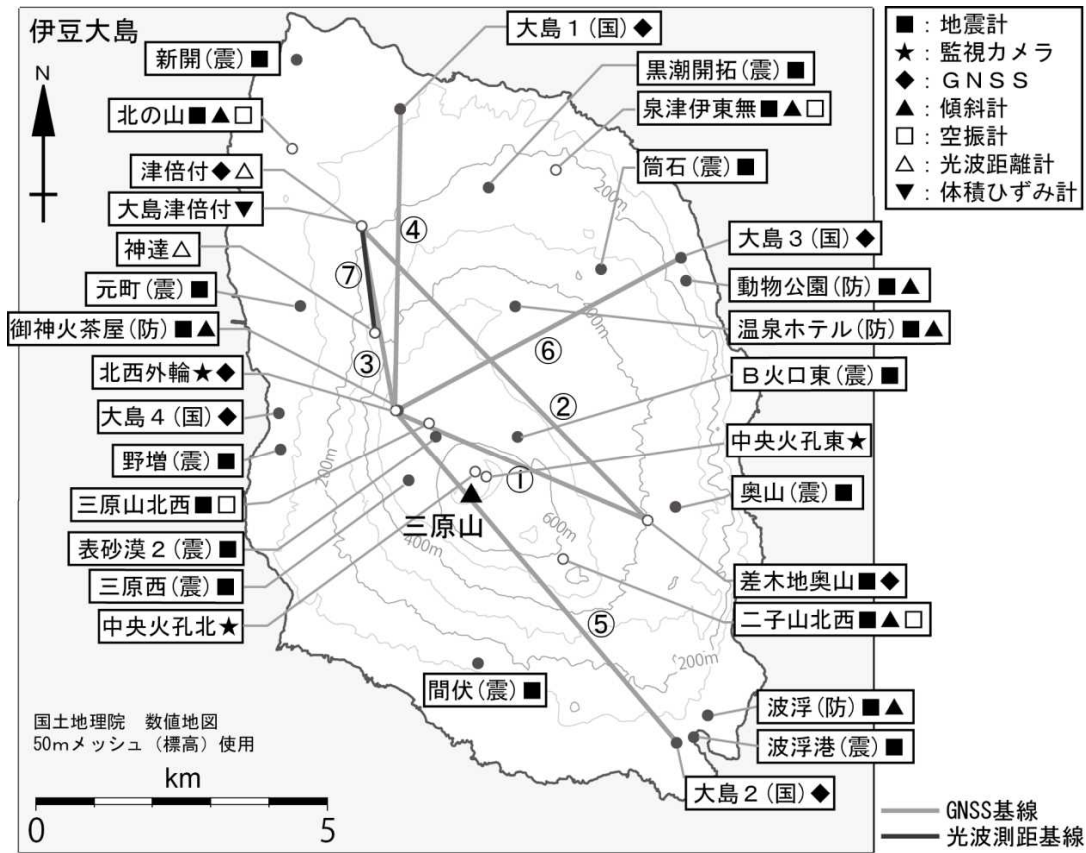 伊豆大島
N
大島１(国)◆
新開(震)■
黒潮開拓(震)■
北の山■▲□
泉津伊東無■▲□
津倍付◆△
筒石(震)■
大島津倍付▼
大島３(国)◆
神達△
動物公園(防)■▲
元町(震)■
温泉ホテル(防)■▲
御神火茶屋(防)■▲
北西外輪★◆
Ｂ火口東(震)■
大島４(国)◆
中央火孔東★
野増(震)■
三原山北西■□
奥山(震)■
表砂漠２(震)■
三原西(震)■
差木地奥山■◆
中央火孔北★
二子山北西■▲□
間伏(震)■
波浮(防)■▲
波浮港(震)■
大島２(国)◆
三原山
④
⑦
③
⑥
②
①
⑤
200m
400m
200m
600m
400m
200m
■：地震計
★：監視カメラ
◆：ＧＮＳＳ
▲：傾斜計
□：空振計
△：光波距離計
▼：体積ひずみ計
国土地理院　数値地図
50ｍメッシュ（標高）使用
km
0
5
GNSS基線
光波測距基線